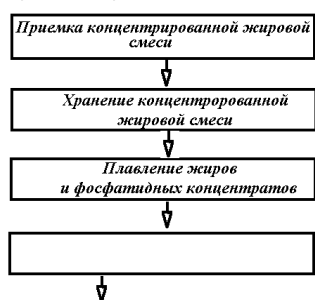 Приемка концентрированной жировой
смеси
Хранение концентророванной
жировой смеси
Плавление жиров
и фосфатидных концентратов